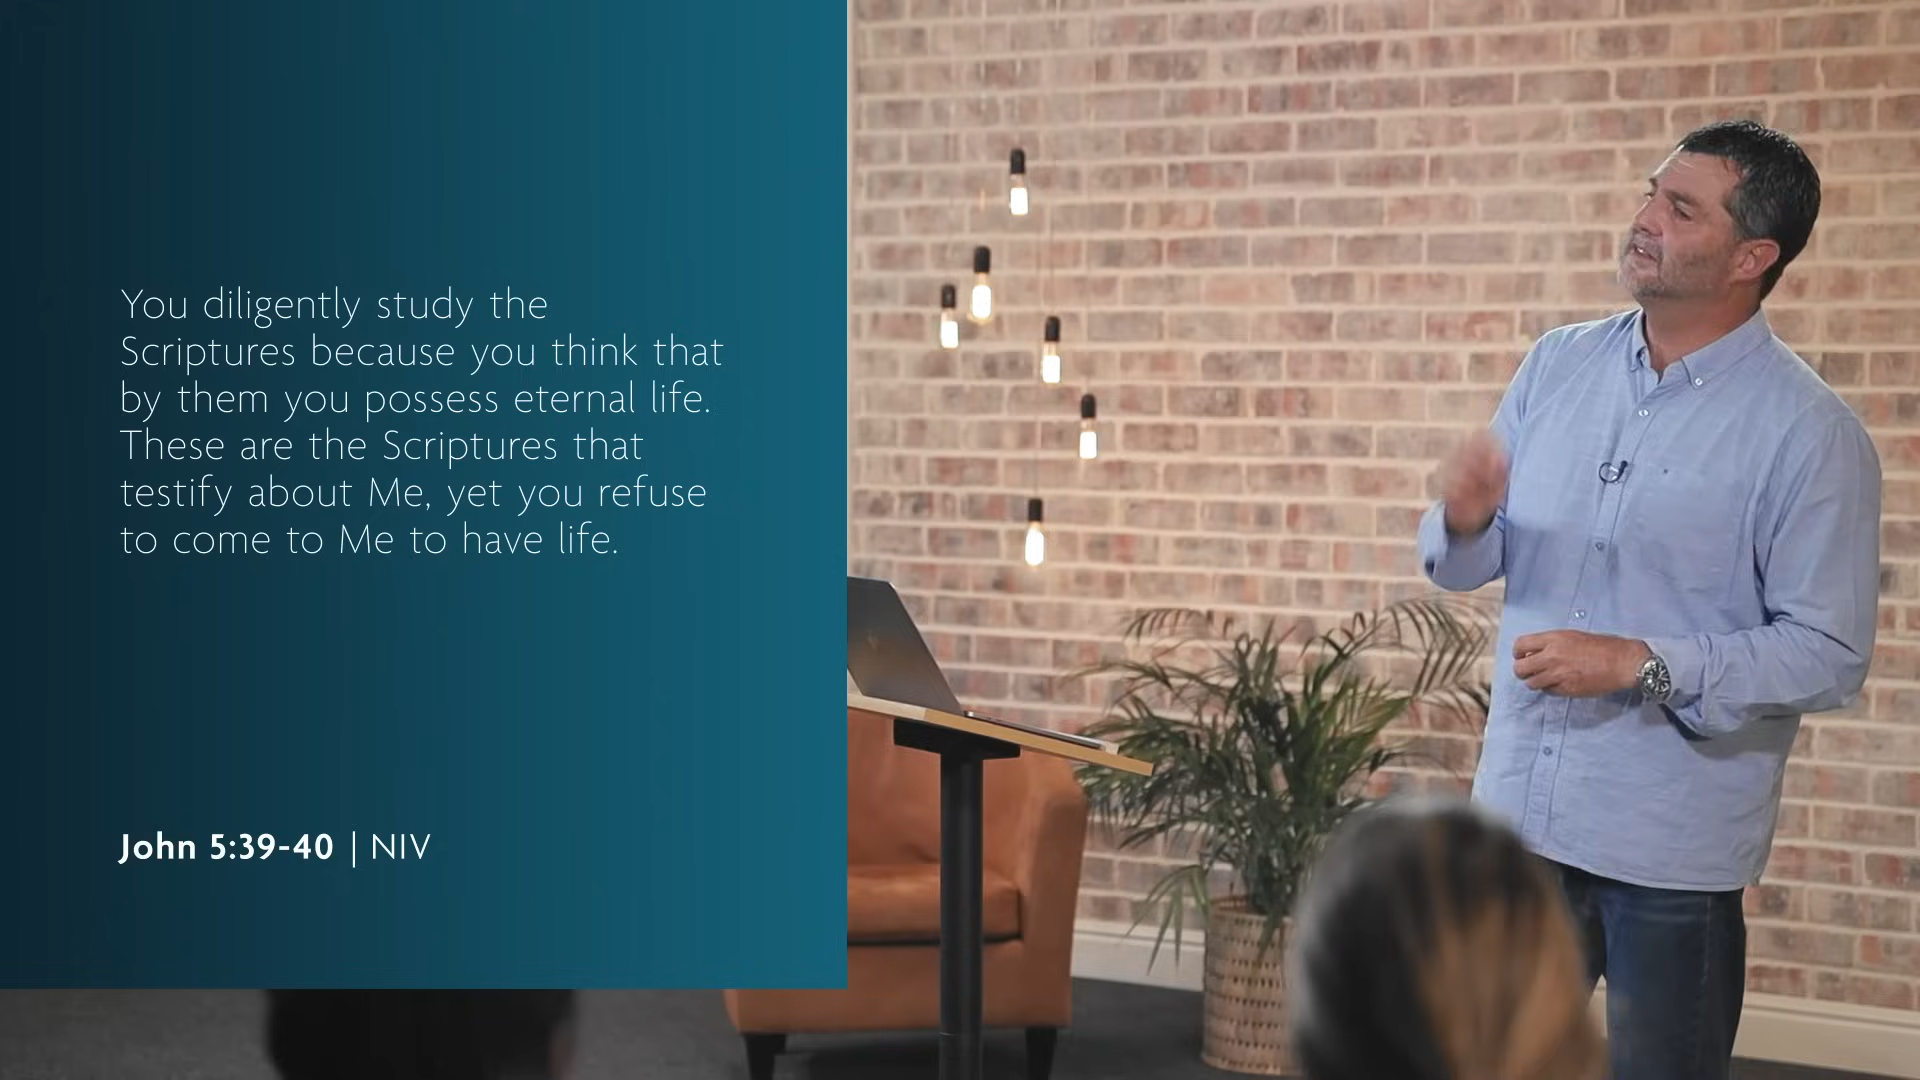 You diligently study the
Scriptures because you think that
by them you possess eternal life.
These are the Scriptures that
testify about Me, yet you refuse
to come to Me to have life.
John 5:39-40 | NIV